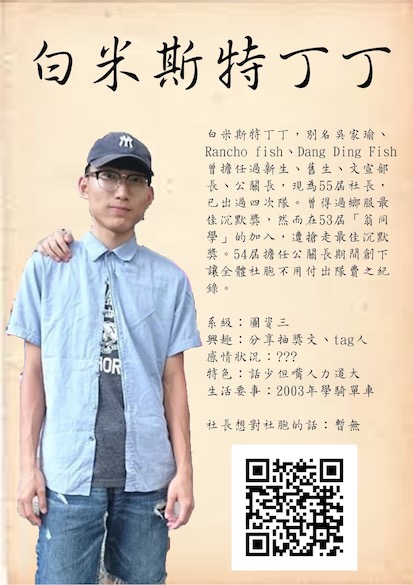 白米斯特丁丁
白米斯特丁丁，別名吳家瑜、
Rancho fish、Dang Ding Fish
曾擔任過新生、舊生、文宣部
長、公關長，現為55屆社長，
已出過四次隊。曾得過鄉服最
佳沉默獎，然而在53屆「翁同
學」的加入，遭搶走最佳沉默
獎。54屆擔任公關長期間創下
讓全體社胞不用付出隊費之紀
錄。
系級：圖資三
興趣：分享抽獎文、tag人
感情狀況：???
特色：話少但嘴人力道大
生活要事：2003年學騎單車
社長想對社胞的話：暫無